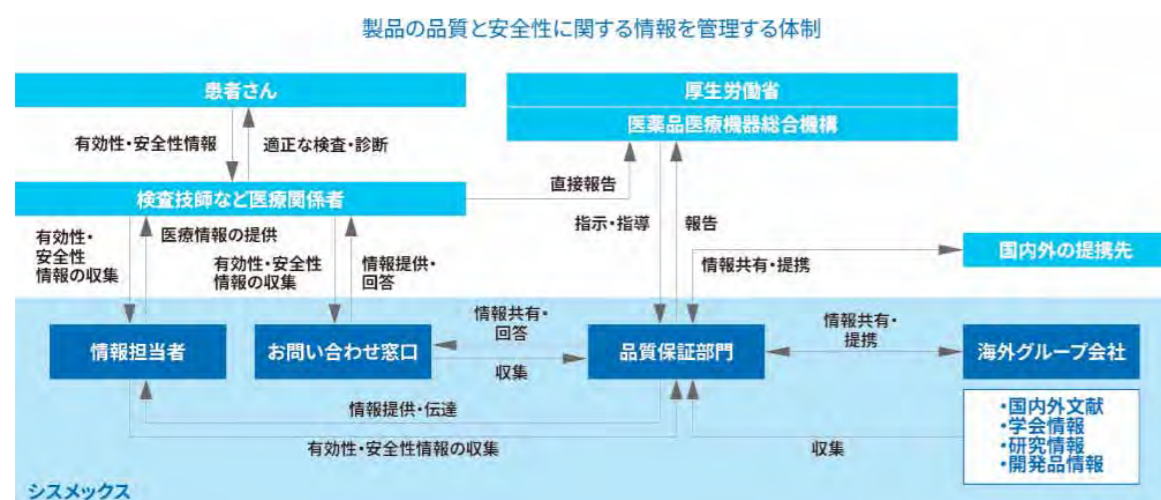 製品の品質と安全性に関する情報を管理する体制
患者さん
厚生労働省
医薬品医療機器総合機構
有効性・安全性情報
適正な検査・診断
検査技師など医療関係者
直接報告
有効性・
安全性
情報の収集
医療情報の提供
有効性・安全性
情報の収集
情報提供・
回答
指示・指導
報告
情報共有・提携
国内外の提携先
情報担当者
お問い合わせ窓口
情報共有・
回答
収集
品質保証部門
情報共有・
提携
海外グループ会社
情報提供・伝達
有効性・安全性情報の収集
収集
・国内外文献
・学会情報
・研究情報
・開発品情報
シスメックス